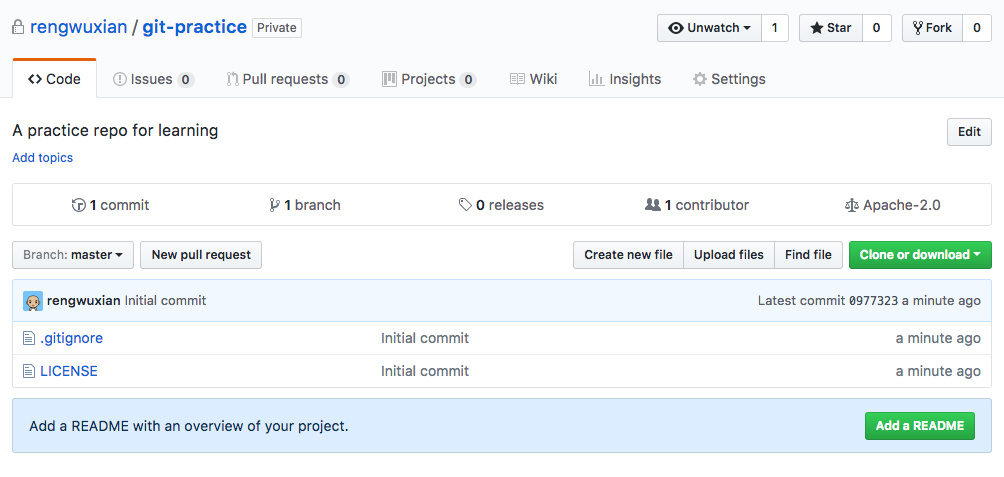 rengwuxian / git-practice Private Unwatch 1 Star 0 Fork 0
Code Issues 0 Pull requests 0 Projects 0 Wiki Insights Settings
A practice repo for learning Edit
Add topics
1 commit 1 branch 0 releases 1 contributor Apache-2.0
Branch: master New pull request Create new file Upload files Find file Clone or download
rengwuxian Initial commit Latest commit 0977323 a minute ago
.gitignore Initial commit a minute ago
LICENSE Initial commit a minute ago
Add a README with an overview of your project. Add a README